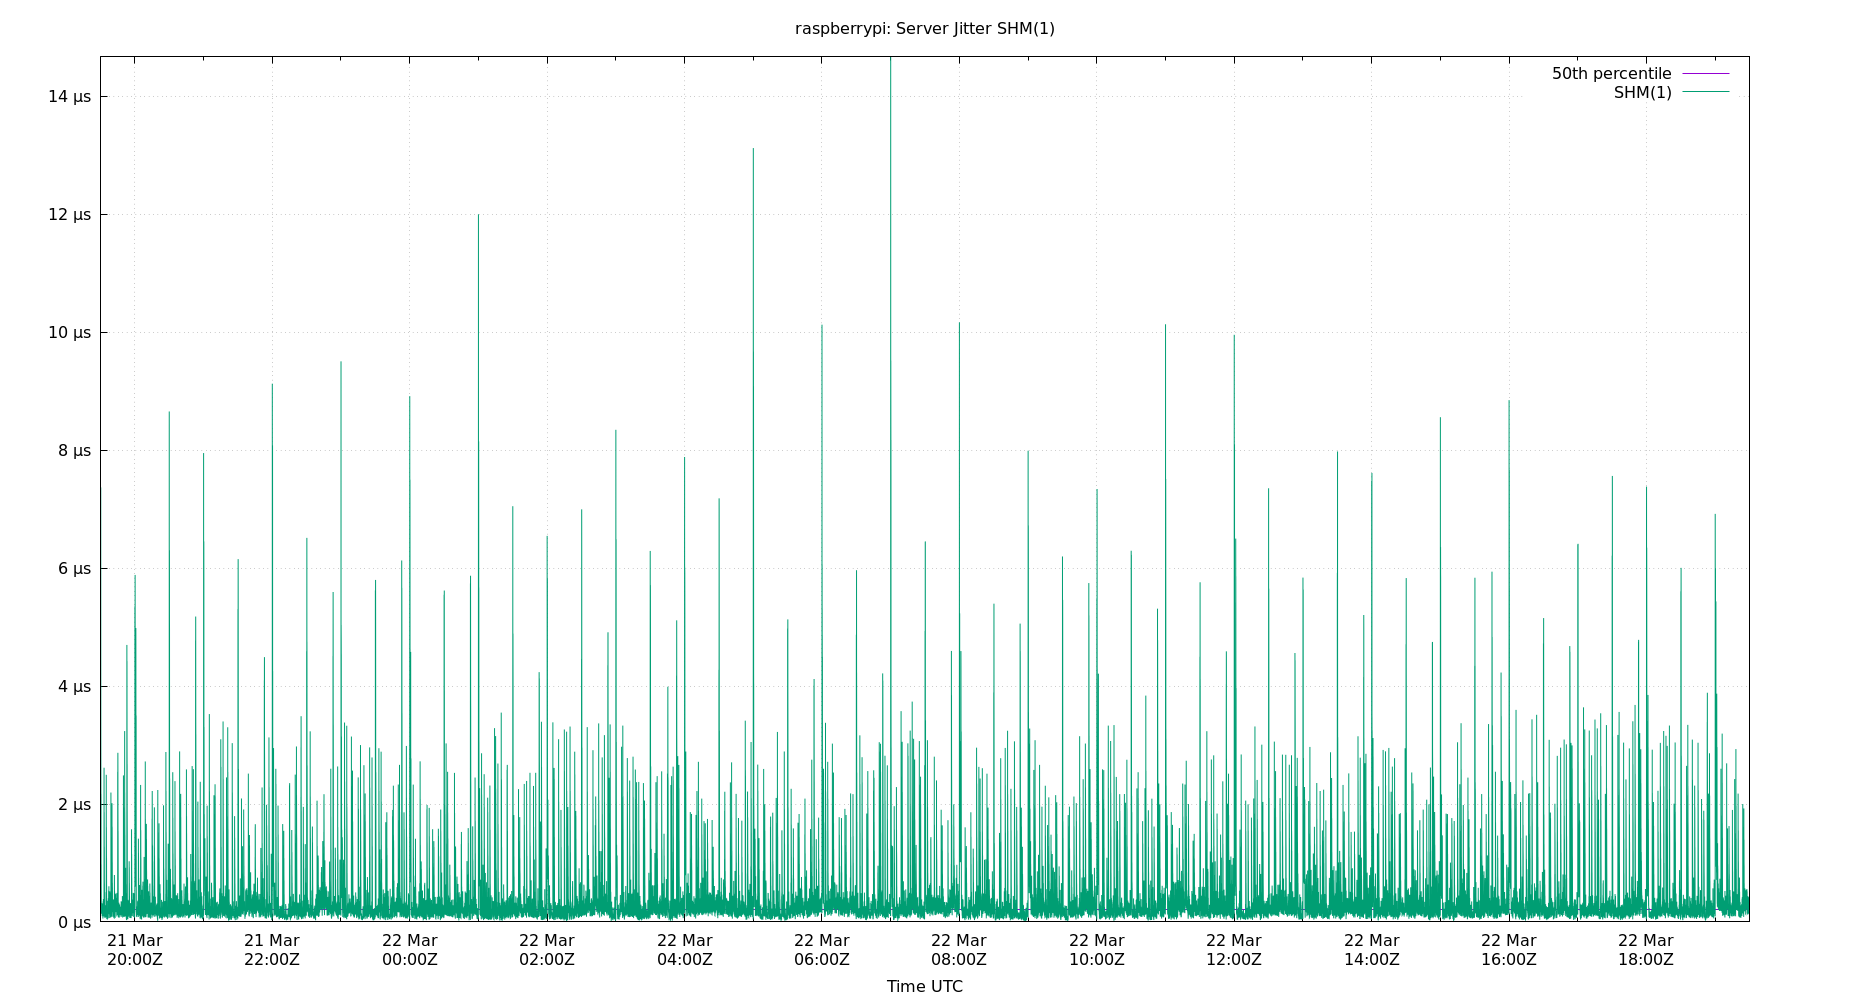 raspberrypi: Server Jitter SHM(1)
50th percentile
SHM(1)
14 µs
12 µs
10 µs
8 µs
6 µs
4 µs
2 µs
0 µs
21 Mar 21 Mar 22 Mar 22 Mar 22 Mar 22 Mar 22 Mar 22 Mar 22 Mar 22 Mar 22 Mar 22 Mar
20:00Z 22:00Z 00:00Z 02:00Z 04:00Z 06:00Z 08:00Z 10:00Z 12:00Z 14:00Z 16:00Z 18:00Z
Time UTC